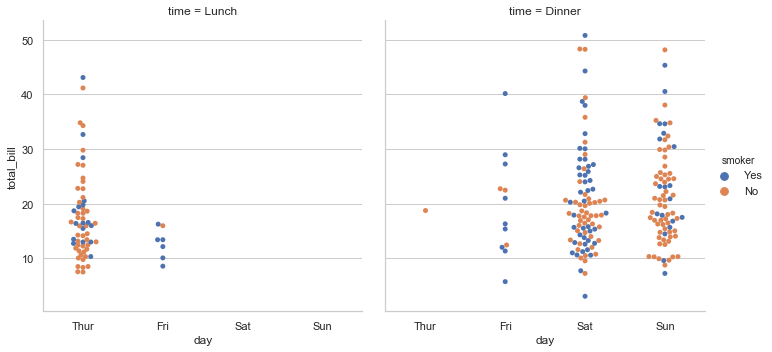 time = Lunch
time = Dinner
50
40
30
20
10
total_bill
Thur Fri Sat Sun
day
Thur Fri Sat Sun
day
smoker
Yes
No